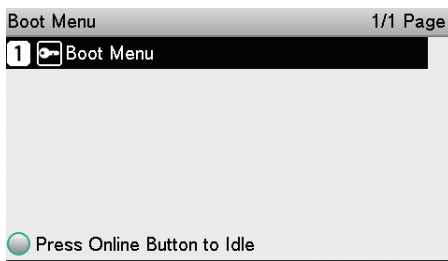 Boot Menu 1/1 Page
1 Boot Menu
Press Online Button to Idle